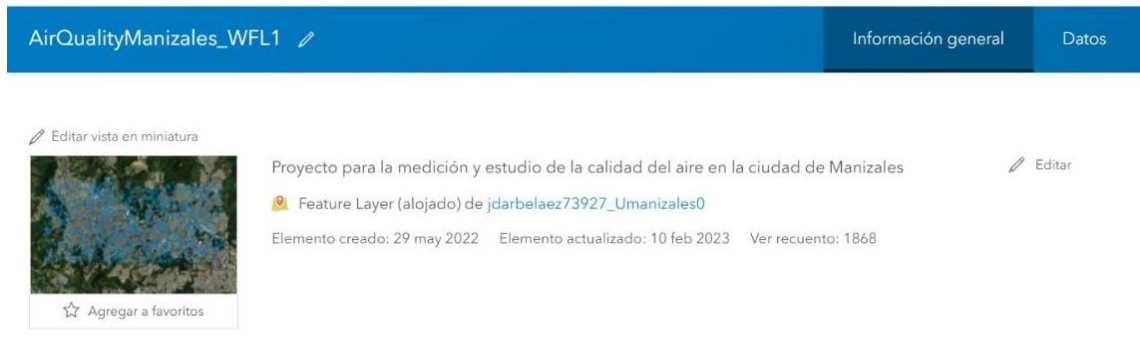 AirQualityManizales_WFL1
Información general
Datos
Editar vista en miniatura
Proyecto para la medición y estudio de la calidad del aire en la ciudad de Manizales
Editar
Feature Layer (alojado) de jdarbelaez73927_Umanizales0
Elemento creado: 29 may 2022 Elemento actualizado: 10 feb 2023 Ver recuento: 1868
Agregar a favoritos